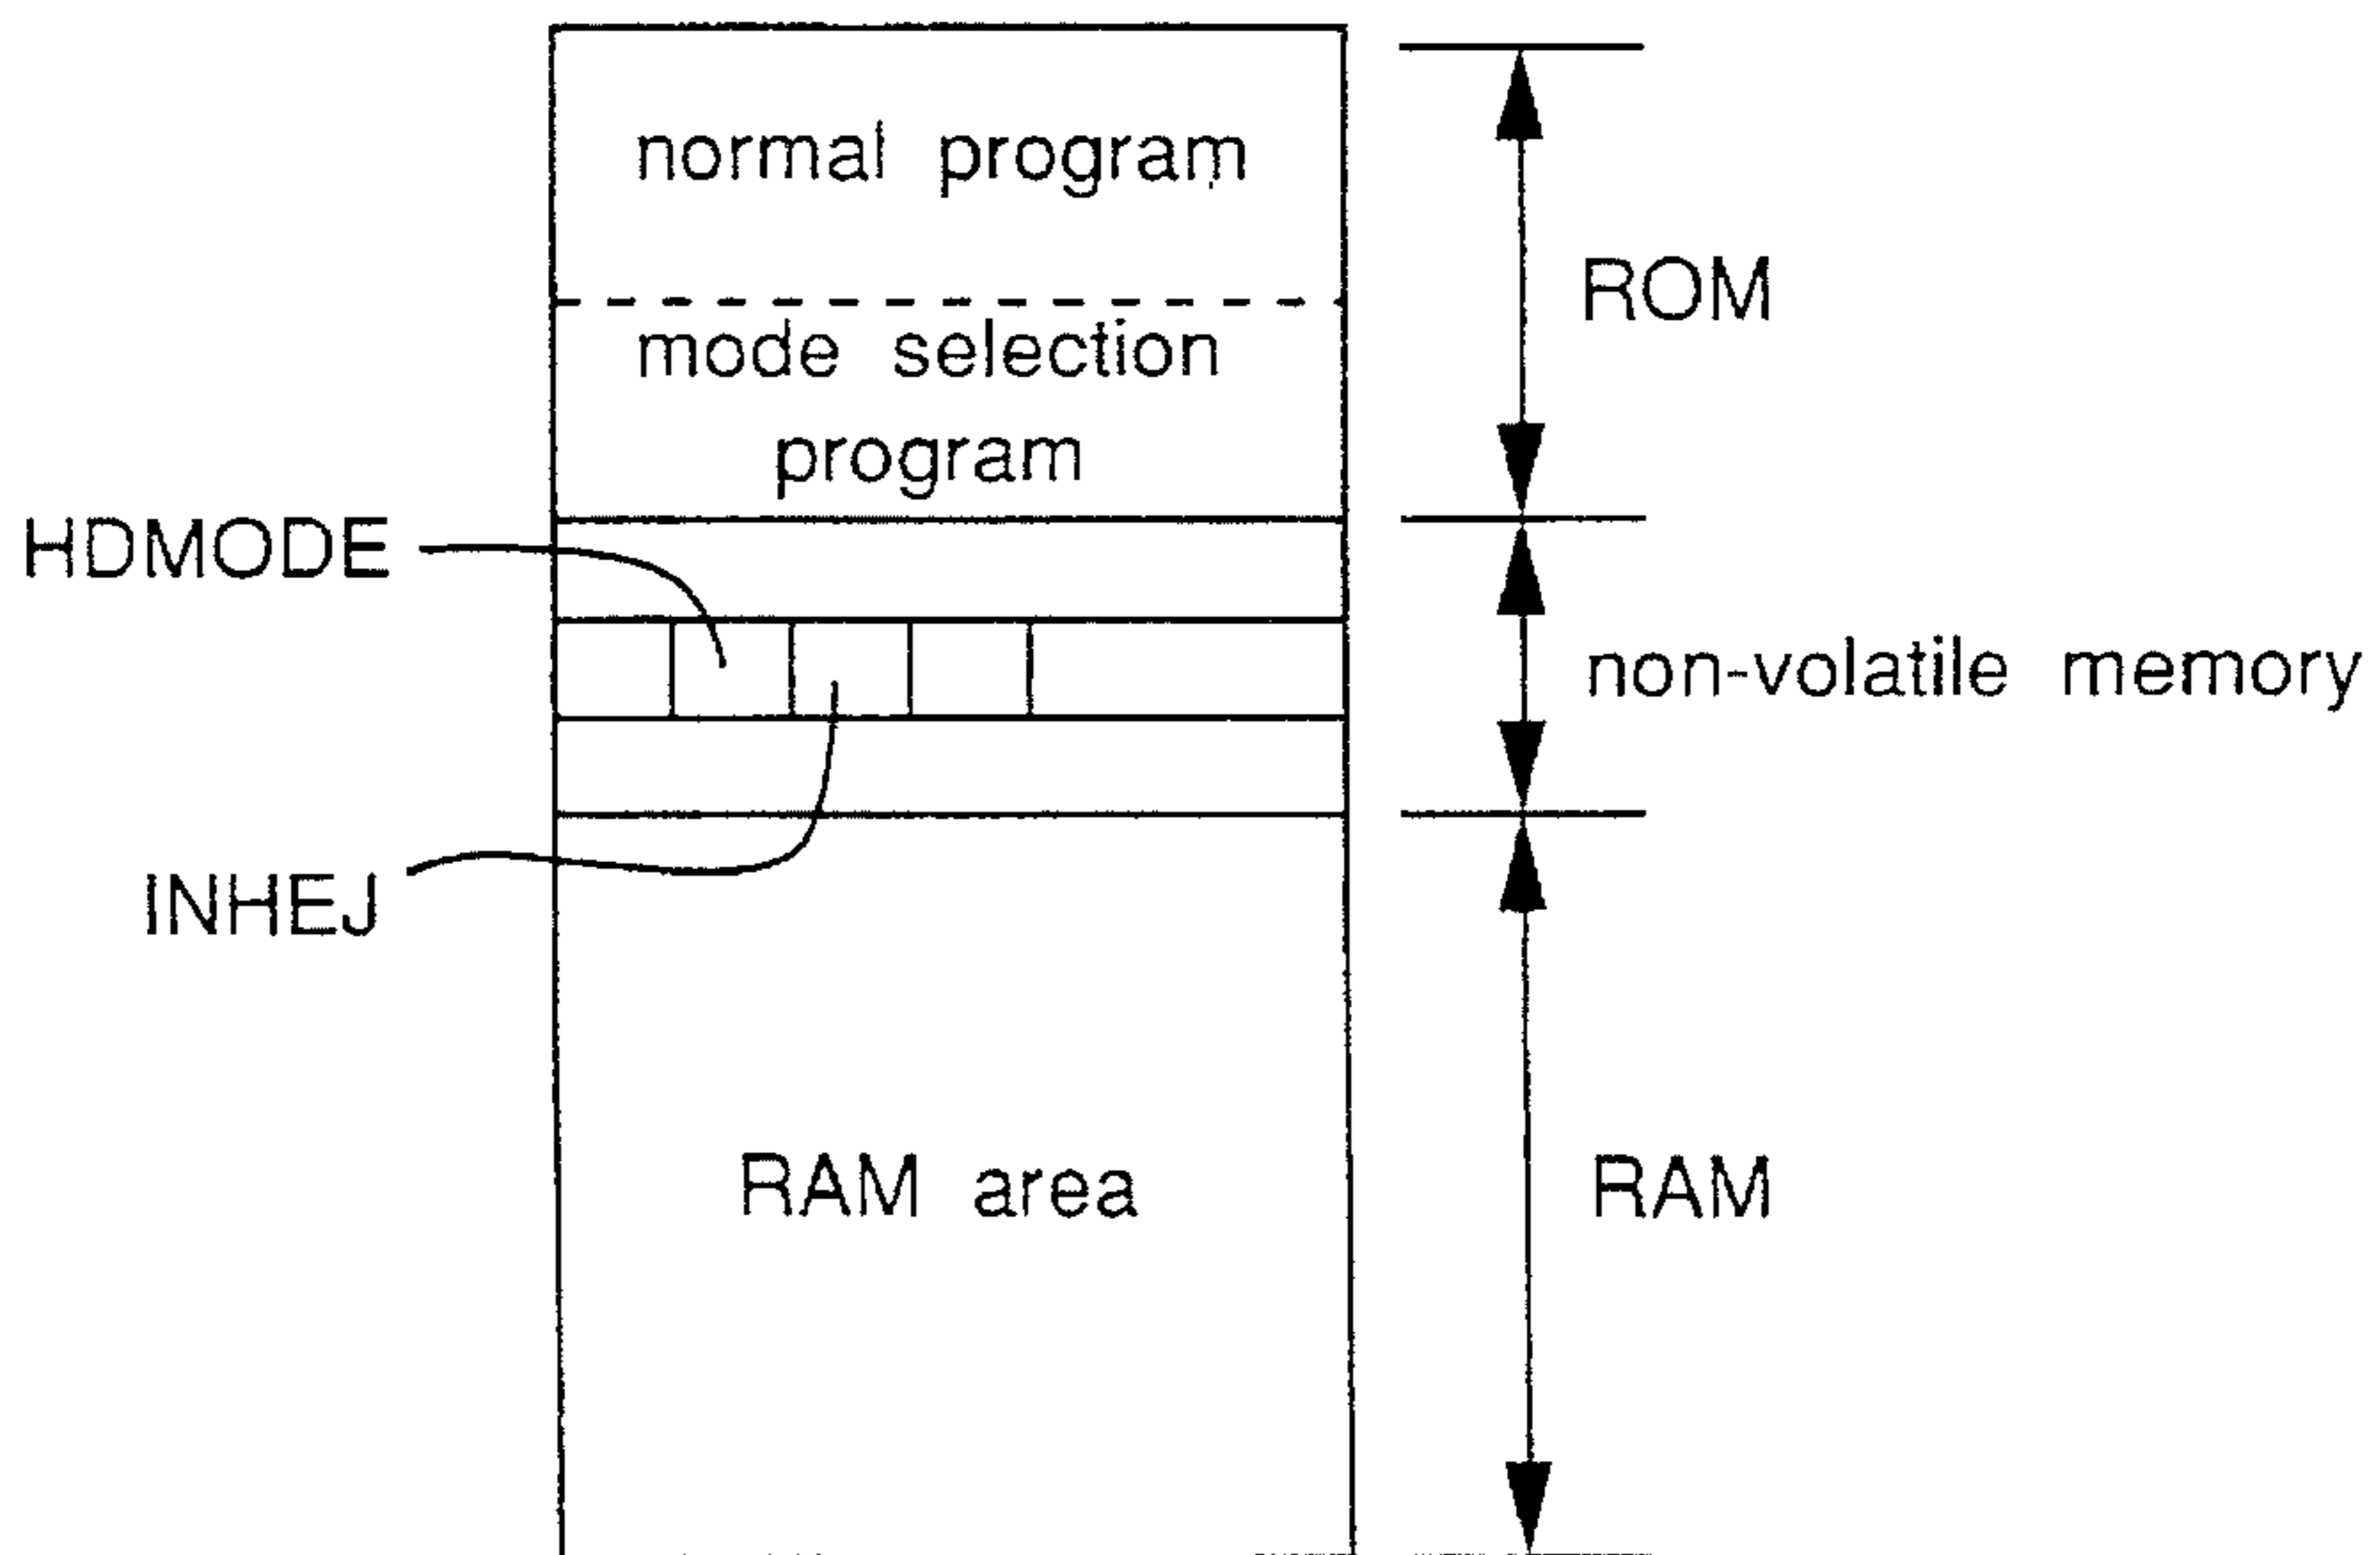 normal program
ROM
mode selection
program
HDMODE
non-volatile memory
INHEJ
RAM area
RAM